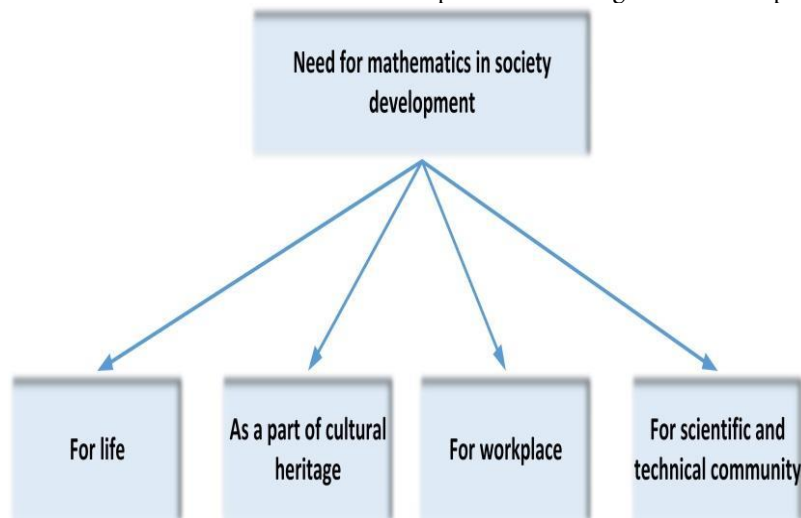 Need for mathematics in society
development
For life
As a part of cultural
heritage
For workplace
For scientific and
technical community